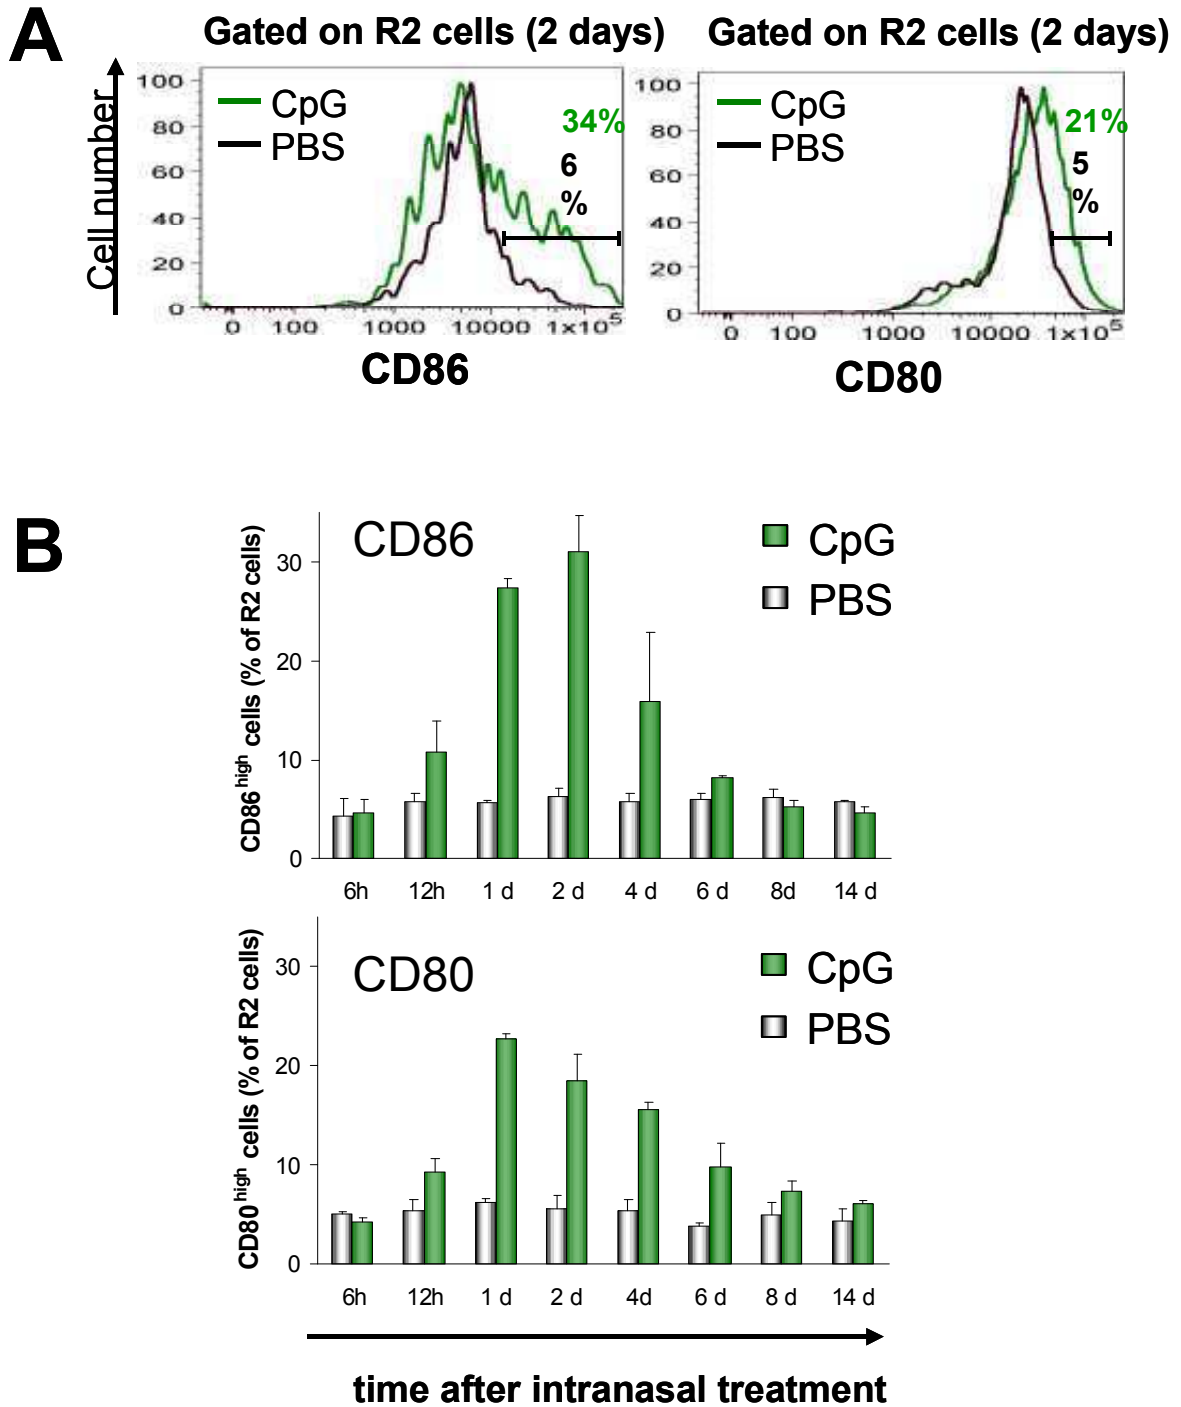 A
Gated on R2 cells (2 days)
Gated on R2 cells (2 days)
Cell number
100
80
60
40
20
0
CpG
PBS
34%
6
%
0
100
1000
10000
1x10⁵
CD86
100
80
60
40
20
0
CpG
PBS
21%
5
%
0
100
1000
10000
1x10⁵
CD80
B
CD86
CpG
PBS
CD86high cells (% of R2 cells)
30
20
10
0
6h 12h 1 d 2 d 4 d 6 d 8d 14 d
CD80
CpG
PBS
CD80high cells (% of R2 cells)
30
20
10
0
6h 12h 1 d 2 d 4d 6 d 8 d 14 d
time after intranasal treatment